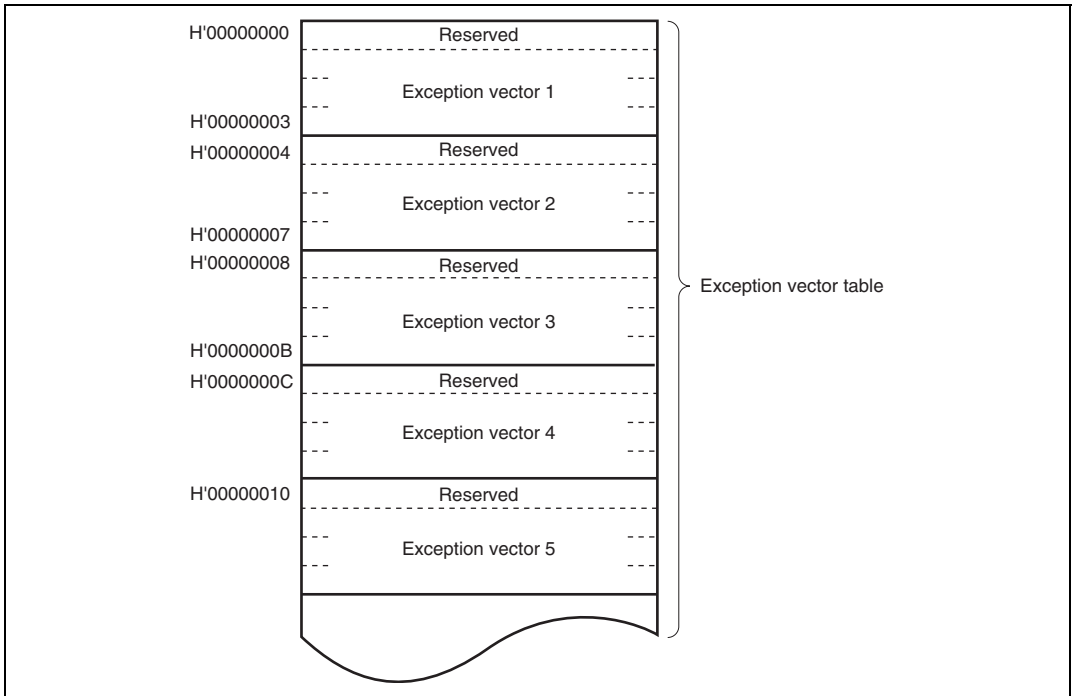 H'00000000
Reserved
Exception vector 1
H'00000003
H'00000004
Reserved
Exception vector 2
H'00000007
H'00000008
Reserved
Exception vector table
Exception vector 3
H'0000000B
H'0000000C
Reserved
Exception vector 4
H'00000010
Reserved
Exception vector 5